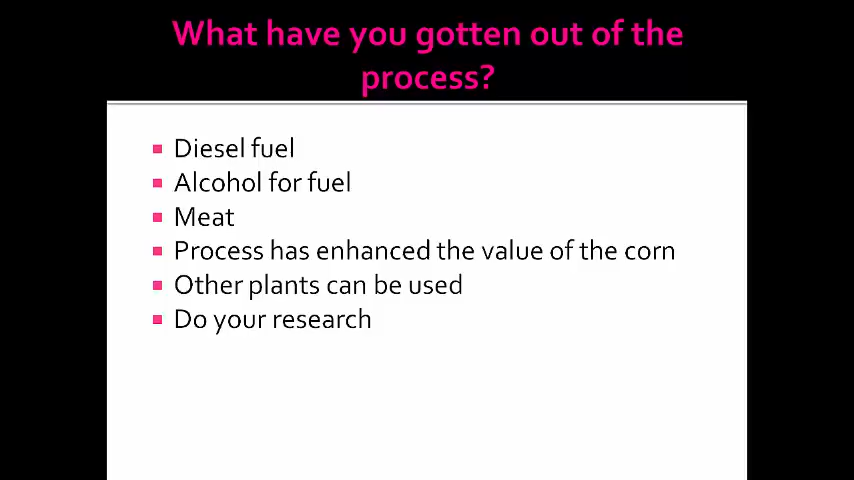 What have you gotten out of the
process?
Diesel fuel
Alcohol for fuel
Meat
Process has enhanced the value of the corn
Other plants can be used
Do your research